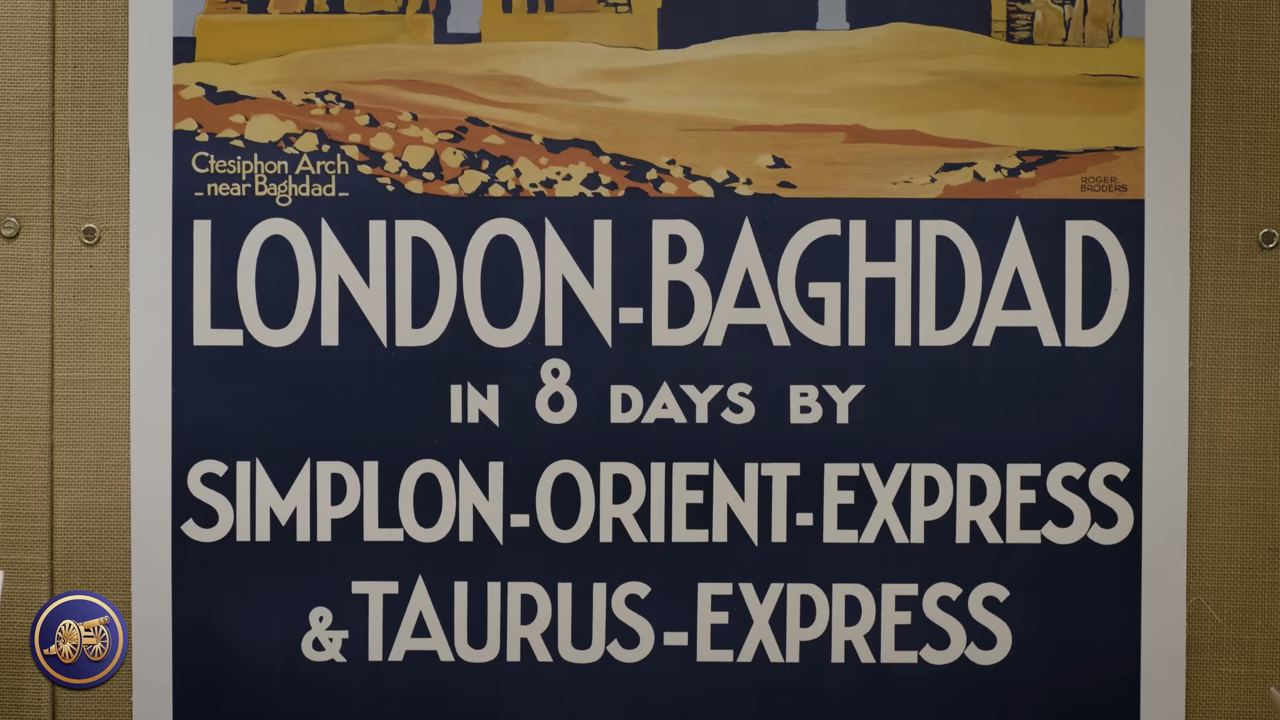 Ctesiphon Arch
-near Baghdad-
ROGER
BRODERS
LONDON-BAGHDAD
IN 8 DAYS BY
SIMPLON-ORIENT-EXPRESS
& TAURUS-EXPRESS